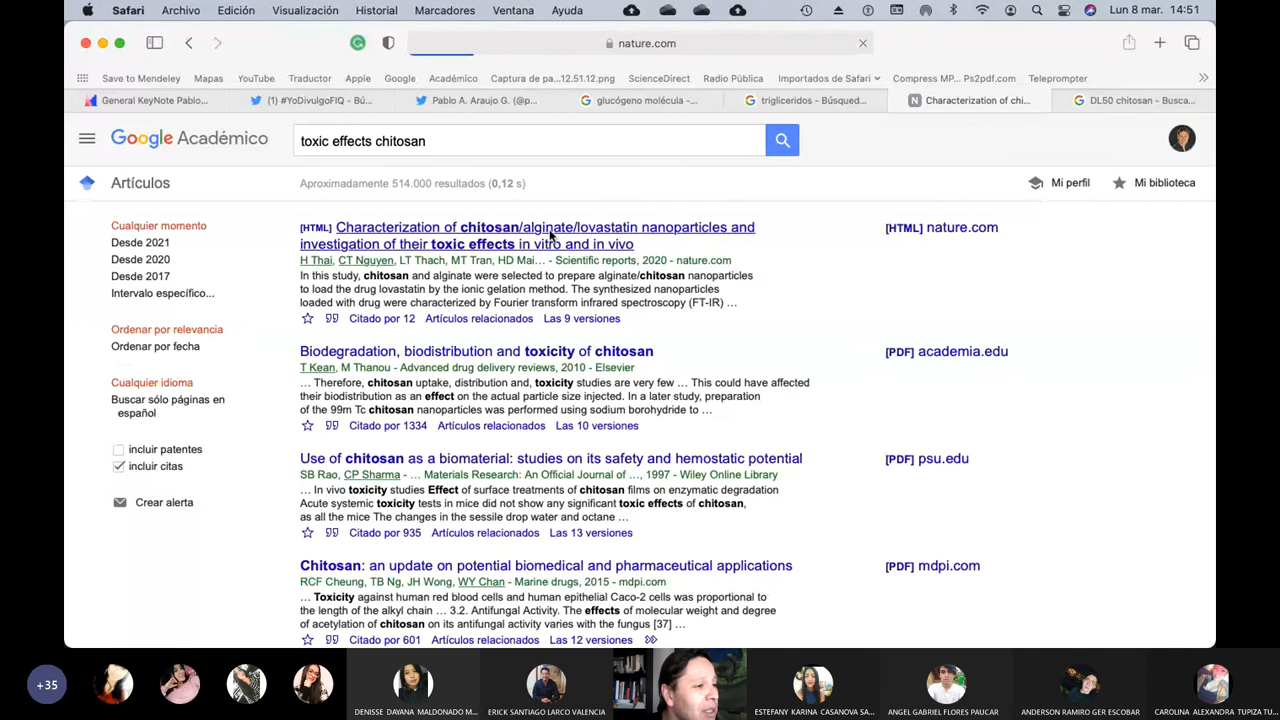 Safari Archivo Edición Visualización Historial Marcadores Ventana Ayuda Lun 8 mar. 14:51
nature.com
Save to Mendeley Mapas YouTube Traductor Apple Google Académico Captura de pa...12.51.12.png ScienceDirect Radio Pública Importados de Safari Compress MP... Ps2pdf.com Teleprompter
General KeyNote Pablo... (1) #YoDivulgoFIQ - Bú... Pablo A. Araujo G. (@p... glucógeno molécula -... trigliceridos - Búsqued... Characterization of chi... DL50 chitosan - Busca...
Google Académico toxic effects chitosan
Artículos Aproximadamente 514.000 resultados (0,12 s) Mi perfil Mi biblioteca
Cualquier momento
Desde 2021
Desde 2020
Desde 2017
Intervalo específico...
Ordenar por relevancia
Ordenar por fecha
Cualquier idioma
Buscar sólo páginas en
español
incluir patentes
incluir citas
Crear alerta
[HTML] Characterization of chitosan/alginate/lovastatin nanoparticles and
investigation of their toxic effects in vitro and in vivo
H Thai, CT Nguyen, LT Thach, MT Tran, HD Mai... - Scientific reports, 2020 - nature.com
In this study, chitosan and alginate were selected to prepare alginate/chitosan nanoparticles
to load the drug lovastatin by the ionic gelation method. The synthesized nanoparticles
loaded with drug were characterized by Fourier transform infrared spectroscopy (FT-IR) …
Citado por 12 Artículos relacionados Las 9 versiones
[HTML] nature.com
Biodegradation, biodistribution and toxicity of chitosan
T Kean, M Thanou - Advanced drug delivery reviews, 2010 - Elsevier
… Therefore, chitosan uptake, distribution and, toxicity studies are very few … This could have affected
their biodistribution as an effect on the actual particle size injected. In a later study, preparation
of the 99m Tc chitosan nanoparticles was performed using sodium borohydride to …
Citado por 1334 Artículos relacionados Las 10 versiones
[PDF] academia.edu
Use of chitosan as a biomaterial: studies on its safety and hemostatic potential
SB Rao, CP Sharma - … Materials Research: An Official Journal of …, 1997 - Wiley Online Library
… In vivo toxicity studies Effect of surface treatments of chitosan films on enzymatic degradation
Acute systemic toxicity tests in mice did not show any significant toxic effects of chitosan,
as all the mice The changes in the sessile drop water and octane …
Citado por 935 Artículos relacionados Las 13 versiones
[PDF] psu.edu
Chitosan: an update on potential biomedical and pharmaceutical applications
RCF Cheung, TB Ng, JH Wong, WY Chan - Marine drugs, 2015 - mdpi.com
… Toxicity against human red blood cells and human epithelial Caco-2 cells was proportional to
the length of the alkyl chain … 3.2. Antifungal Activity. The effects of molecular weight and degree
of acetylation of chitosan on its antifungal activity varies with the fungus [37] …
Citado por 601 Artículos relacionados Las 12 versiones
[PDF] mdpi.com
+35
DENISSE DAYANA MALDONADO M...
ERICK SANTIAGO LARCO VALENCIA
ESTEFANY KARINA CASANOVA SA...
ANGEL GABRIEL FLORES PAUCAR
ANDERSON RAMIRO GER ESCOBAR
CAROLINA ALEXANDRA TUPIZA TU...